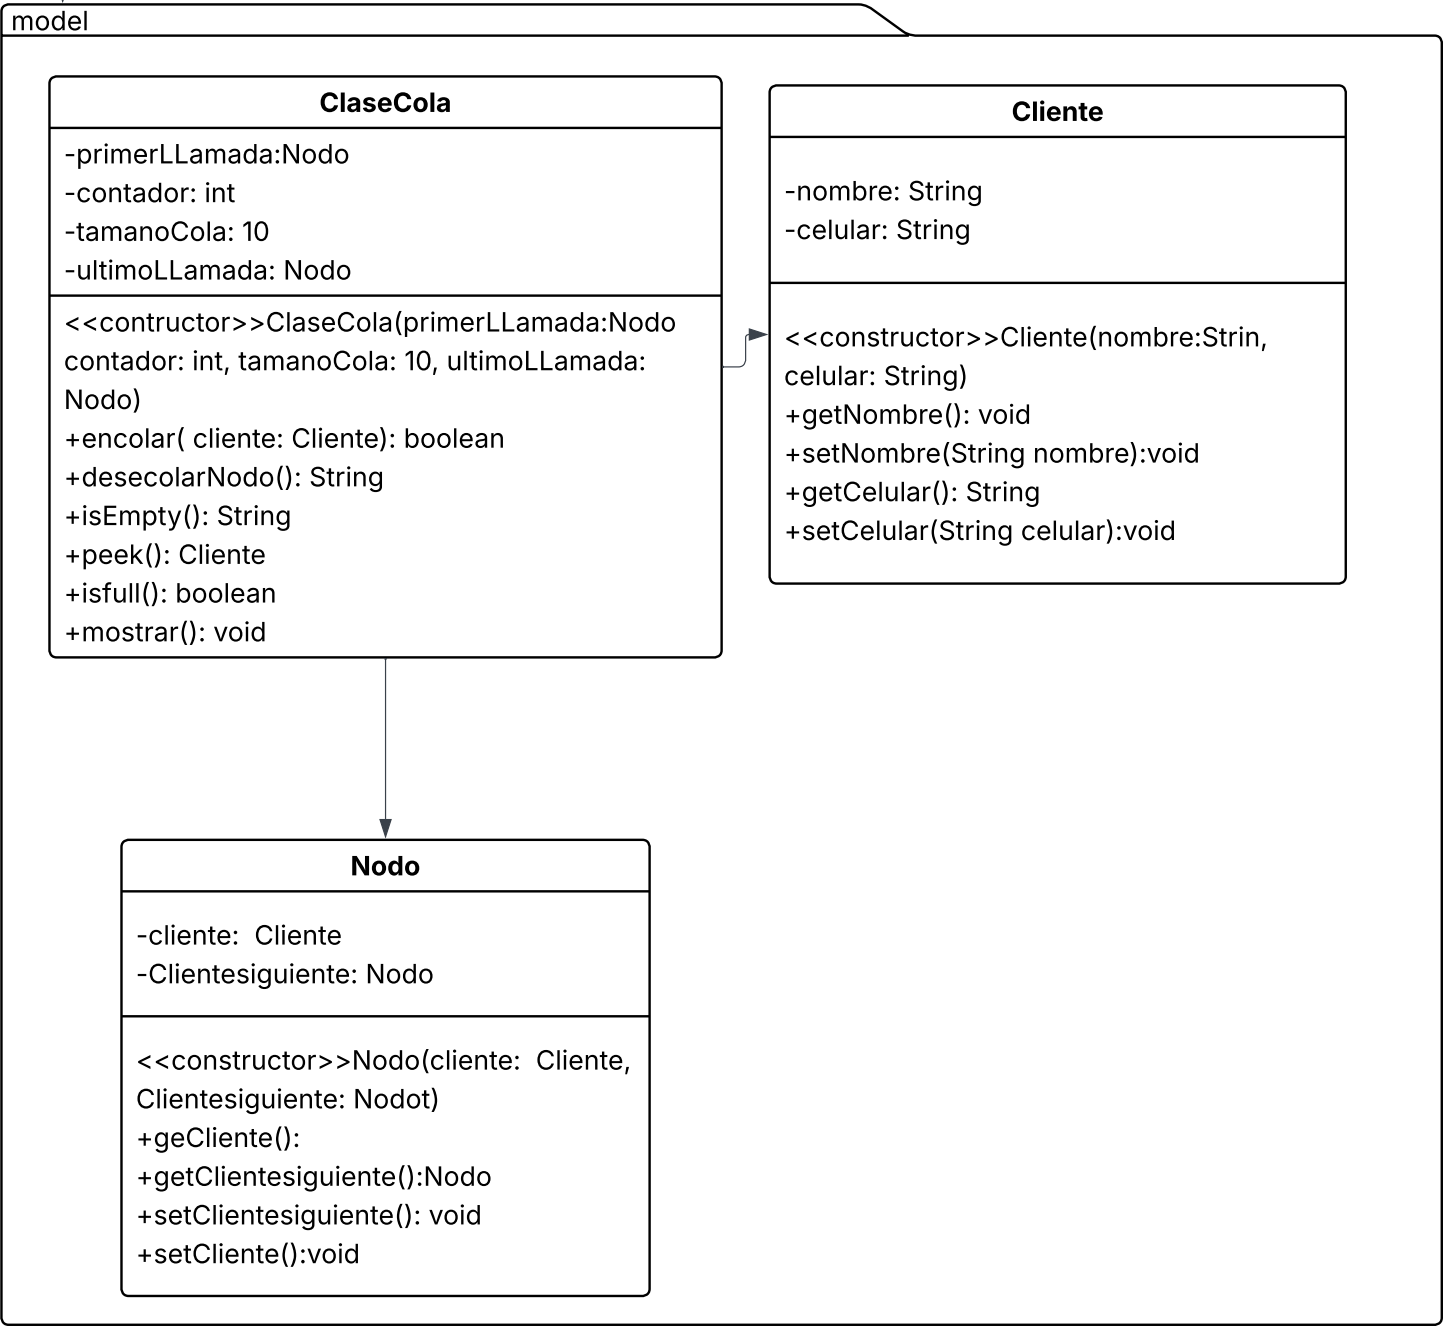 model
ClaseCola
-primerLLamada:Nodo
-contador: int
-tamanoCola: 10
-ultimoLLamada: Nodo
<<contructor>>ClaseCola(primerLLamada:Nodo
contador: int, tamanoCola: 10, ultimoLLamada:
Nodo)
+encolar( cliente: Cliente): boolean
+desecolarNodo(): String
+isEmpty(): String
+peek(): Cliente
+isfull(): boolean
+mostrar(): void
Cliente
-nombre: String
-celular: String
<<constructor>>Cliente(nombre:Strin,
celular: String)
+getNombre(): void
+setNombre(String nombre):void
+getCelular(): String
+setCelular(String celular):void
Nodo
-cliente:  Cliente
-Clientesiguiente: Nodo
<<constructor>>Nodo(cliente:  Cliente,
Clientesiguiente: Nodot)
+geCliente():
+getClientesiguiente():Nodo
+setClientesiguiente(): void
+setCliente():void